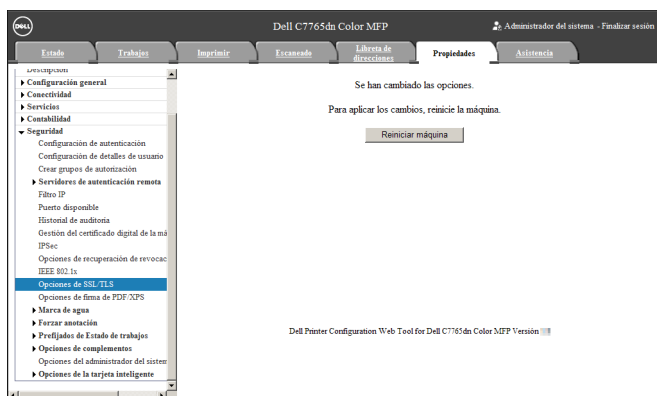 DELL
Dell C7765dn Color MFP
Administrador del sistema - Finalizar sesión
Estado
Trabajos
Imprimir
Escaneado
Libreta de
direcciones
Propiedades
Asistencia
Descripción
Configuración general
Conectividad
Servicios
Contabilidad
Seguridad
Configuración de autenticación
Configuración de detalles de usuario
Crear grupos de autorización
Servidores de autenticación remota
Filtro IP
Puerto disponible
Historial de auditoria
Gestión del certificado digital de la má
IPSec
Opciones de recuperación de revocac
IEEE 802.1x
Opciones de SSL/TLS
Opciones de firma de PDF/XPS
Marca de agua
Forzar anotación
Prefijados de Estado de trabajos
Opciones de complementos
Opciones del administrador del sistem
Opciones de la tarjeta inteligente
Se han cambiado las opciones.
Para aplicar los cambios, reinicie la máquina.
Reiniciar máquina
Dell Printer Configuration Web Tool for Dell C7765dn Color MFP Versión